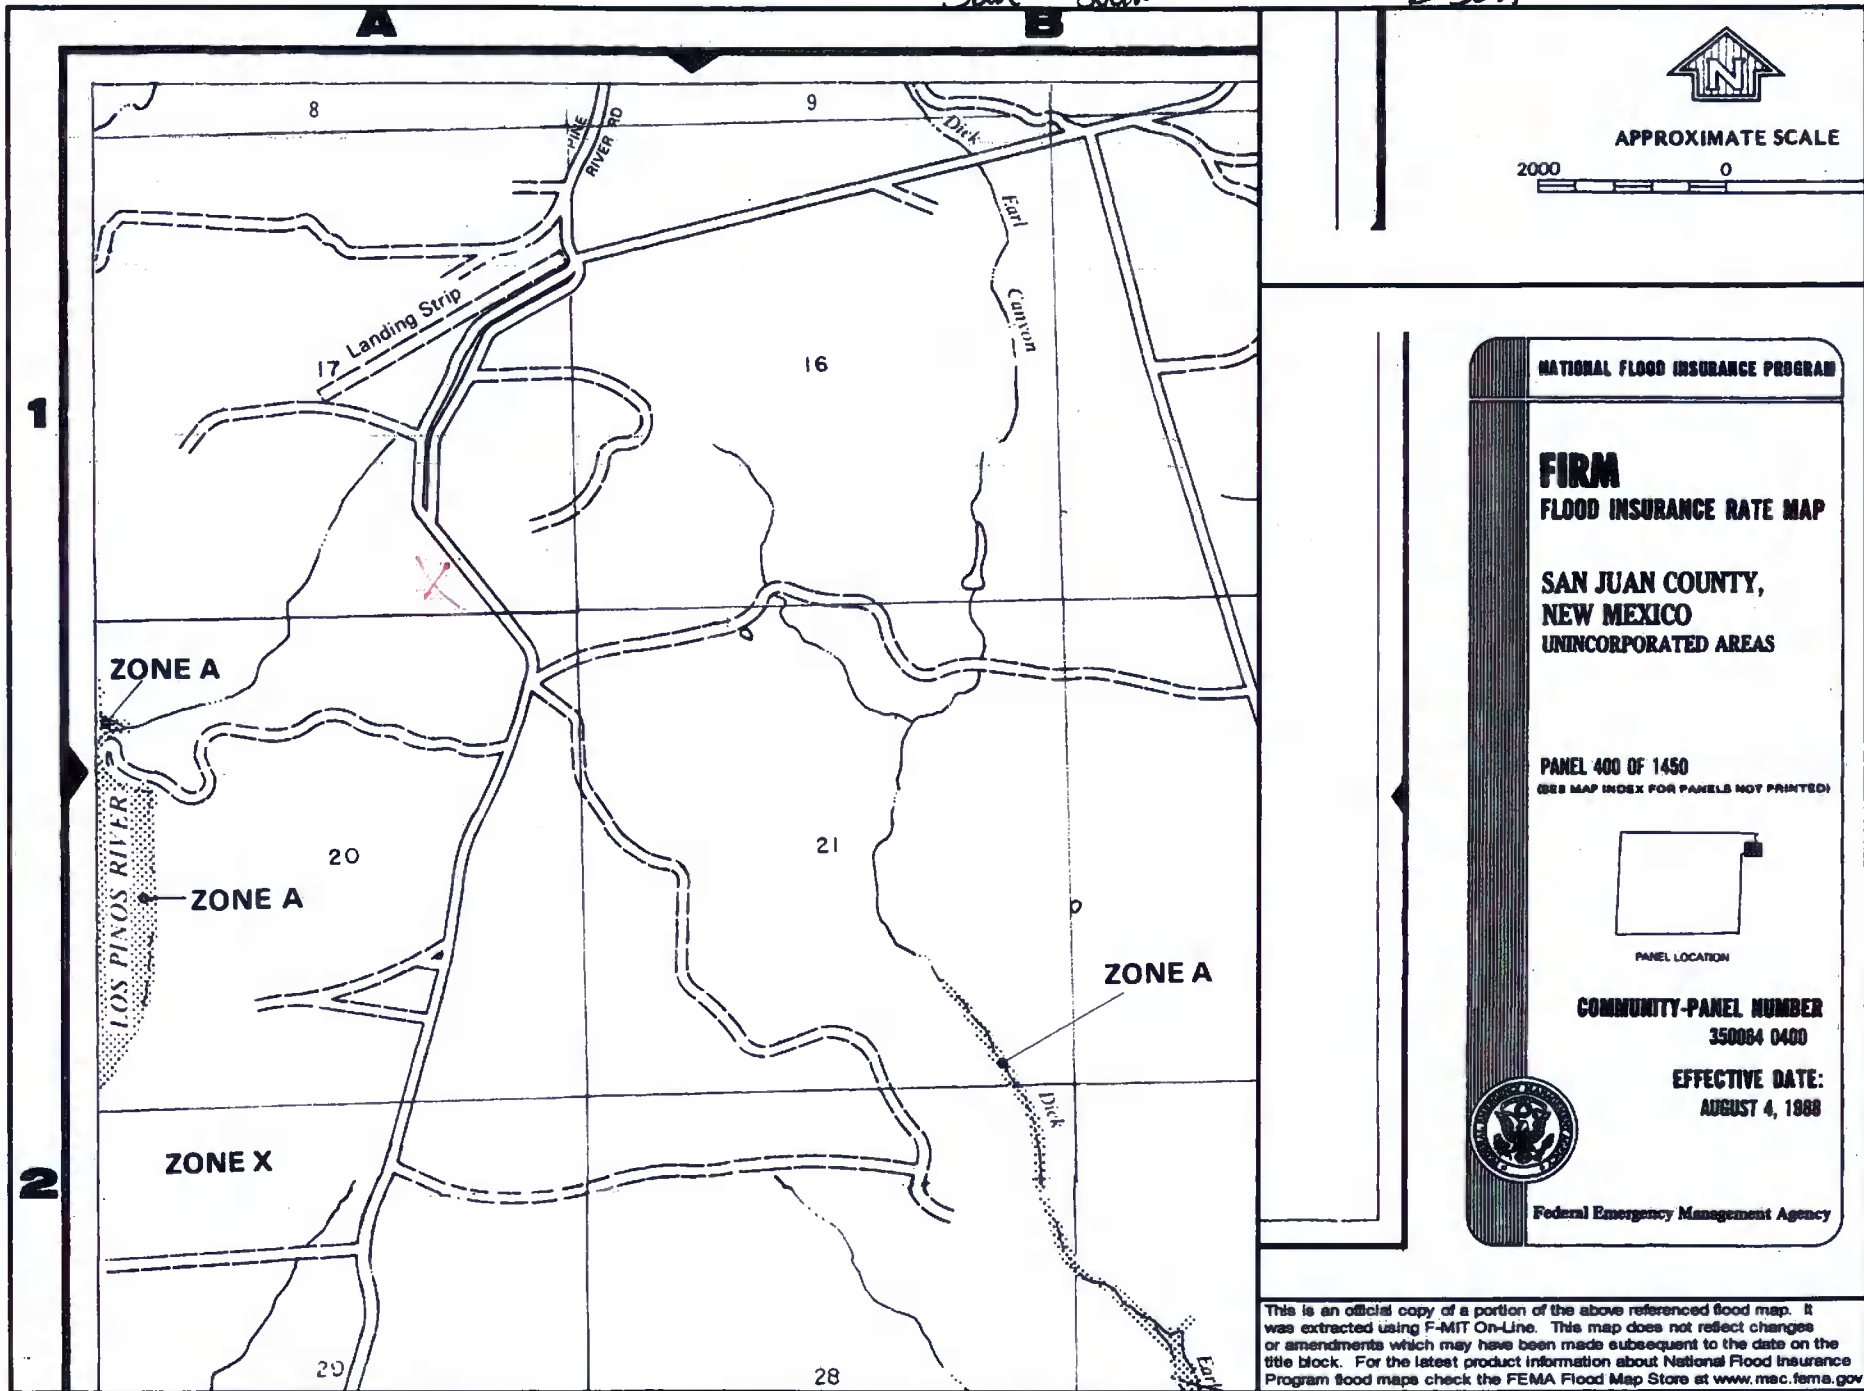 A
B
8
9
PINE
RIVER RD
Dick
Earl
Canyon
17
Landing Strip
16
1
ZONE A
LOS PINOS RIVER
20
ZONE A
21
ZONE A
Dick
2
ZONE X
29
28
Earl
N
APPROXIMATE SCALE
2000 0
NATIONAL FLOOD INSURANCE PROGRAM
FIRM
FLOOD INSURANCE RATE MAP
SAN JUAN COUNTY,
NEW MEXICO
UNINCORPORATED AREAS
PANEL 400 OF 1450
(SEE MAP INDEX FOR PANELS NOT PRINTED)
PANEL LOCATION
COMMUNITY-PANEL NUMBER
350064 0400
EFFECTIVE DATE:
AUGUST 4, 1988
Federal Emergency Management Agency
This is an official copy of a portion of the above referenced flood map. It
was extracted using F-MIT On-Line. This map does not reflect changes
or amendments which may have been made subsequent to the date on the
title block. For the latest product information about National Flood Insurance
Program flood maps check the FEMA Flood Map Store at www.msc.fema.gov